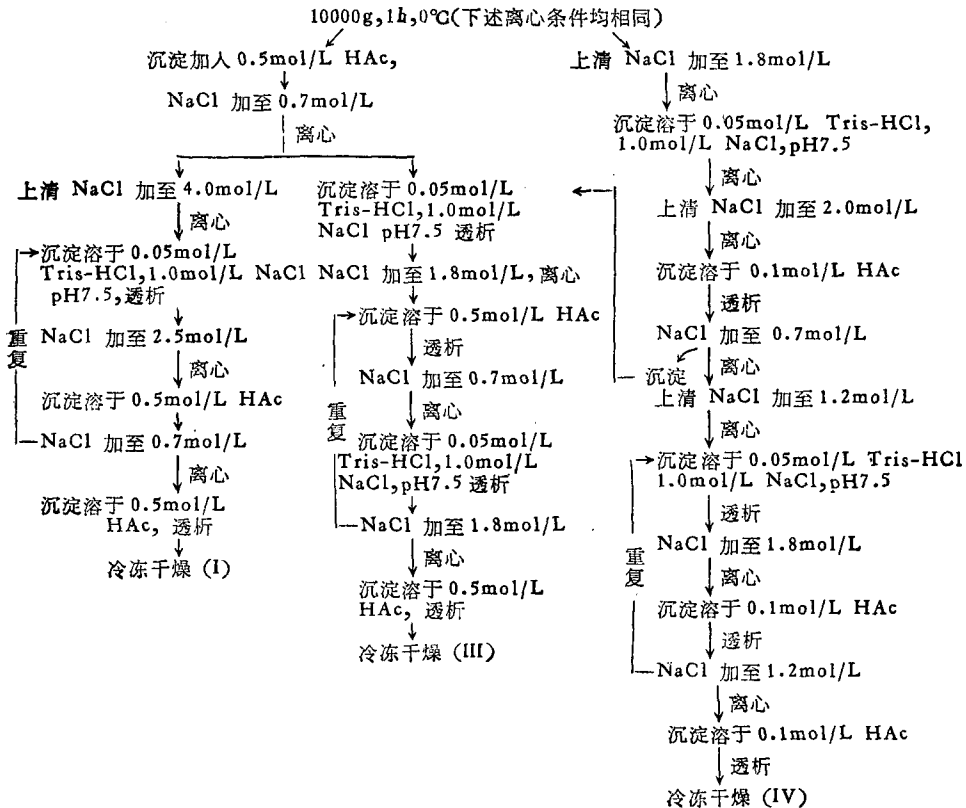 10000g,1h,0℃(下述离心条件均相同)
沉淀加人0.5mol/L HAc,
NaCl 加至0.7mol/L
离心
上清 NaCl 加至4.0mol/L
离心
沉淀溶于0.05mol/L
Tris-HCl,1.0mol/L NaCl
pH7.5,透析
NaCl 加至2.5mol/L
离心
沉淀溶于0.5mol/L HAc
NaCl 加至0.7mol/L
重复
离心
沉淀溶于0.5mol/L
HAc, 透析
冷冻干燥 (I)
沉淀溶于0.05mol/L
Tris-HCl,1.0mol/L
NaCl pH7.5 透析
NaCl 加至1.8mol/L,离心
沉淀溶于0.5mol/L HAc
透析
NaCl 加至0.7mol/L
离心
重复
沉淀溶于0.05mol/L
Tris-HCl,1.0mol/L
NaCl,pH7.5 透析
NaCl 加至1.8mol/L
离心
沉淀溶于0.5mol/L
HAc, 透析
冷冻干燥 (III)
上清 NaCl 加至1.8mol/L
离心
沉淀溶于0.05mol/L Tris-HCl,
1.0mol/L NaCl,pH7.5
离心
上清 NaCl 加至2.0mol/L
离心
沉淀溶于0.1mol/L HAc
透析
NaCl 加至0.7mol/L
沉淀
离心
上清 NaCl 加至1.2mol/L
离心
沉淀溶于0.05mol/L Tris-HCl
1.0mol/L NaCl,pH7.5
透析
重复
NaCl 加至1.8mol/L
离心
沉淀溶于0.1mol/L HAc
透析
NaCl 加至1.2mol/L
离心
沉淀溶于0.1mol/L HAc
透析
冷冻干燥 (IV)